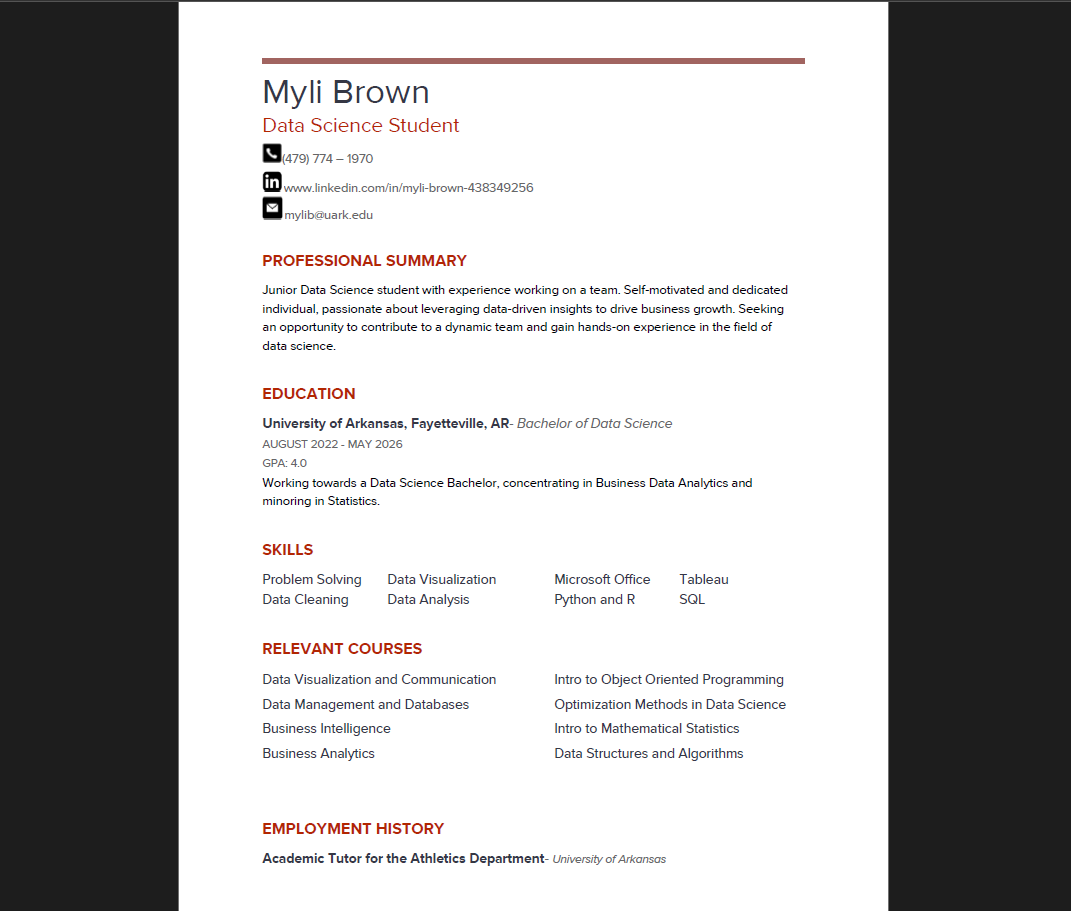 Myli Brown
Data Science Student
(479) 774 – 1970
in www.linkedin.com/in/myli-brown-438349256
mylib@uark.edu
PROFESSIONAL SUMMARY
Junior Data Science student with experience working on a team. Self-motivated and dedicated
individual, passionate about leveraging data-driven insights to drive business growth. Seeking
an opportunity to contribute to a dynamic team and gain hands-on experience in the field of
data science.
EDUCATION
University of Arkansas, Fayetteville, AR- Bachelor of Data Science
AUGUST 2022 - MAY 2026
GPA: 4.0
Working towards a Data Science Bachelor, concentrating in Business Data Analytics and
minoring in Statistics.
SKILLS
Problem Solving Data Visualization Microsoft Office Tableau
Data Cleaning Data Analysis Python and R SQL
RELEVANT COURSES
Data Visualization and Communication Intro to Object Oriented Programming
Data Management and Databases Optimization Methods in Data Science
Business Intelligence Intro to Mathematical Statistics
Business Analytics Data Structures and Algorithms
EMPLOYMENT HISTORY
Academic Tutor for the Athletics Department- University of Arkansas